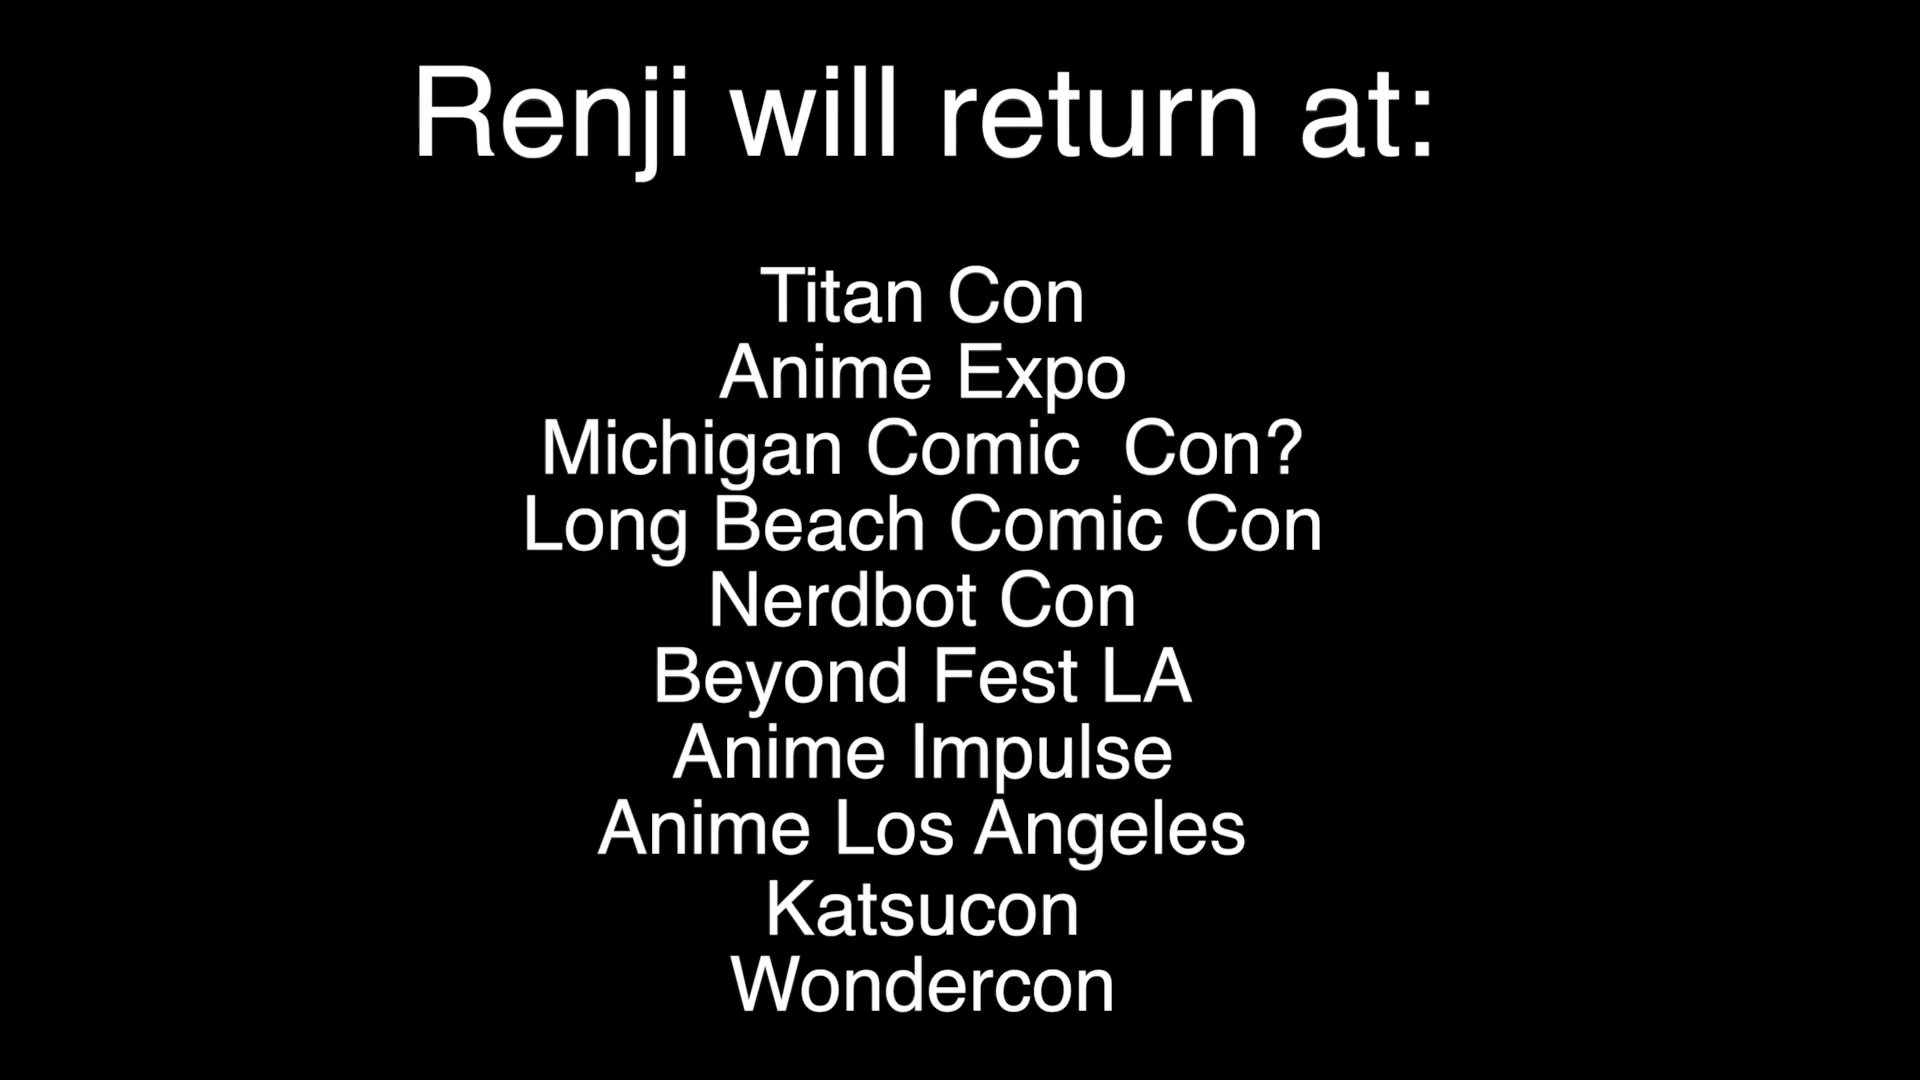 Renji will return at:
Titan Con
Anime Expo
Michigan Comic  Con?
Long Beach Comic Con
Nerdbot Con
Beyond Fest LA
Anime Impulse
Anime Los Angeles
Katsucon
Wondercon